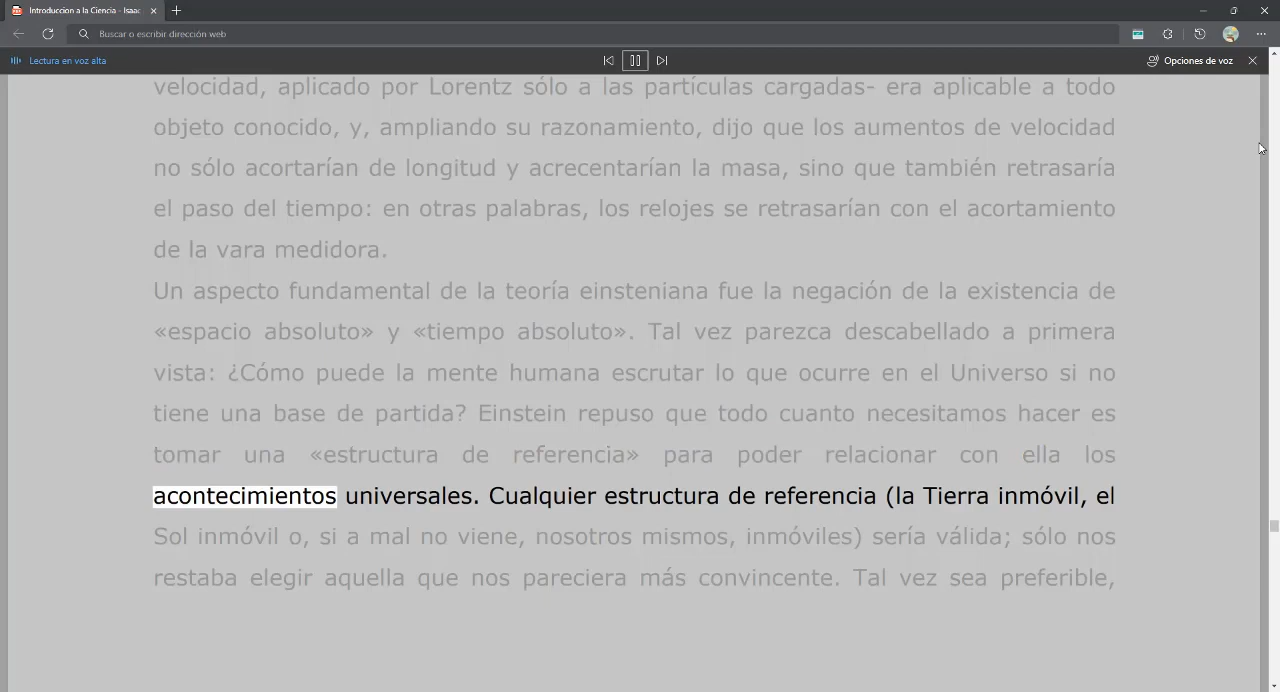 Introduccion a la Ciencia - Isaac
Buscar o escribir dirección web
Lectura en voz alta
Opciones de voz
velocidad, aplicado por Lorentz sólo a las partículas cargadas- era aplicable a todo
objeto conocido, y, ampliando su razonamiento, dijo que los aumentos de velocidad
no sólo acortarían de longitud y acrecentarían la masa, sino que también retrasaría
el paso del tiempo: en otras palabras, los relojes se retrasarían con el acortamiento
de la vara medidora.
Un aspecto fundamental de la teoría einsteniana fue la negación de la existencia de
«espacio absoluto» y «tiempo absoluto». Tal vez parezca descabellado a primera
vista: ¿Cómo puede la mente humana escrutar lo que ocurre en el Universo si no
tiene una base de partida? Einstein repuso que todo cuanto necesitamos hacer es
tomar una «estructura de referencia» para poder relacionar con ella los
acontecimientos universales. Cualquier estructura de referencia (la Tierra inmóvil, el
Sol inmóvil o, si a mal no viene, nosotros mismos, inmóviles) sería válida; sólo nos
restaba elegir aquella que nos pareciera más convincente. Tal vez sea preferible,